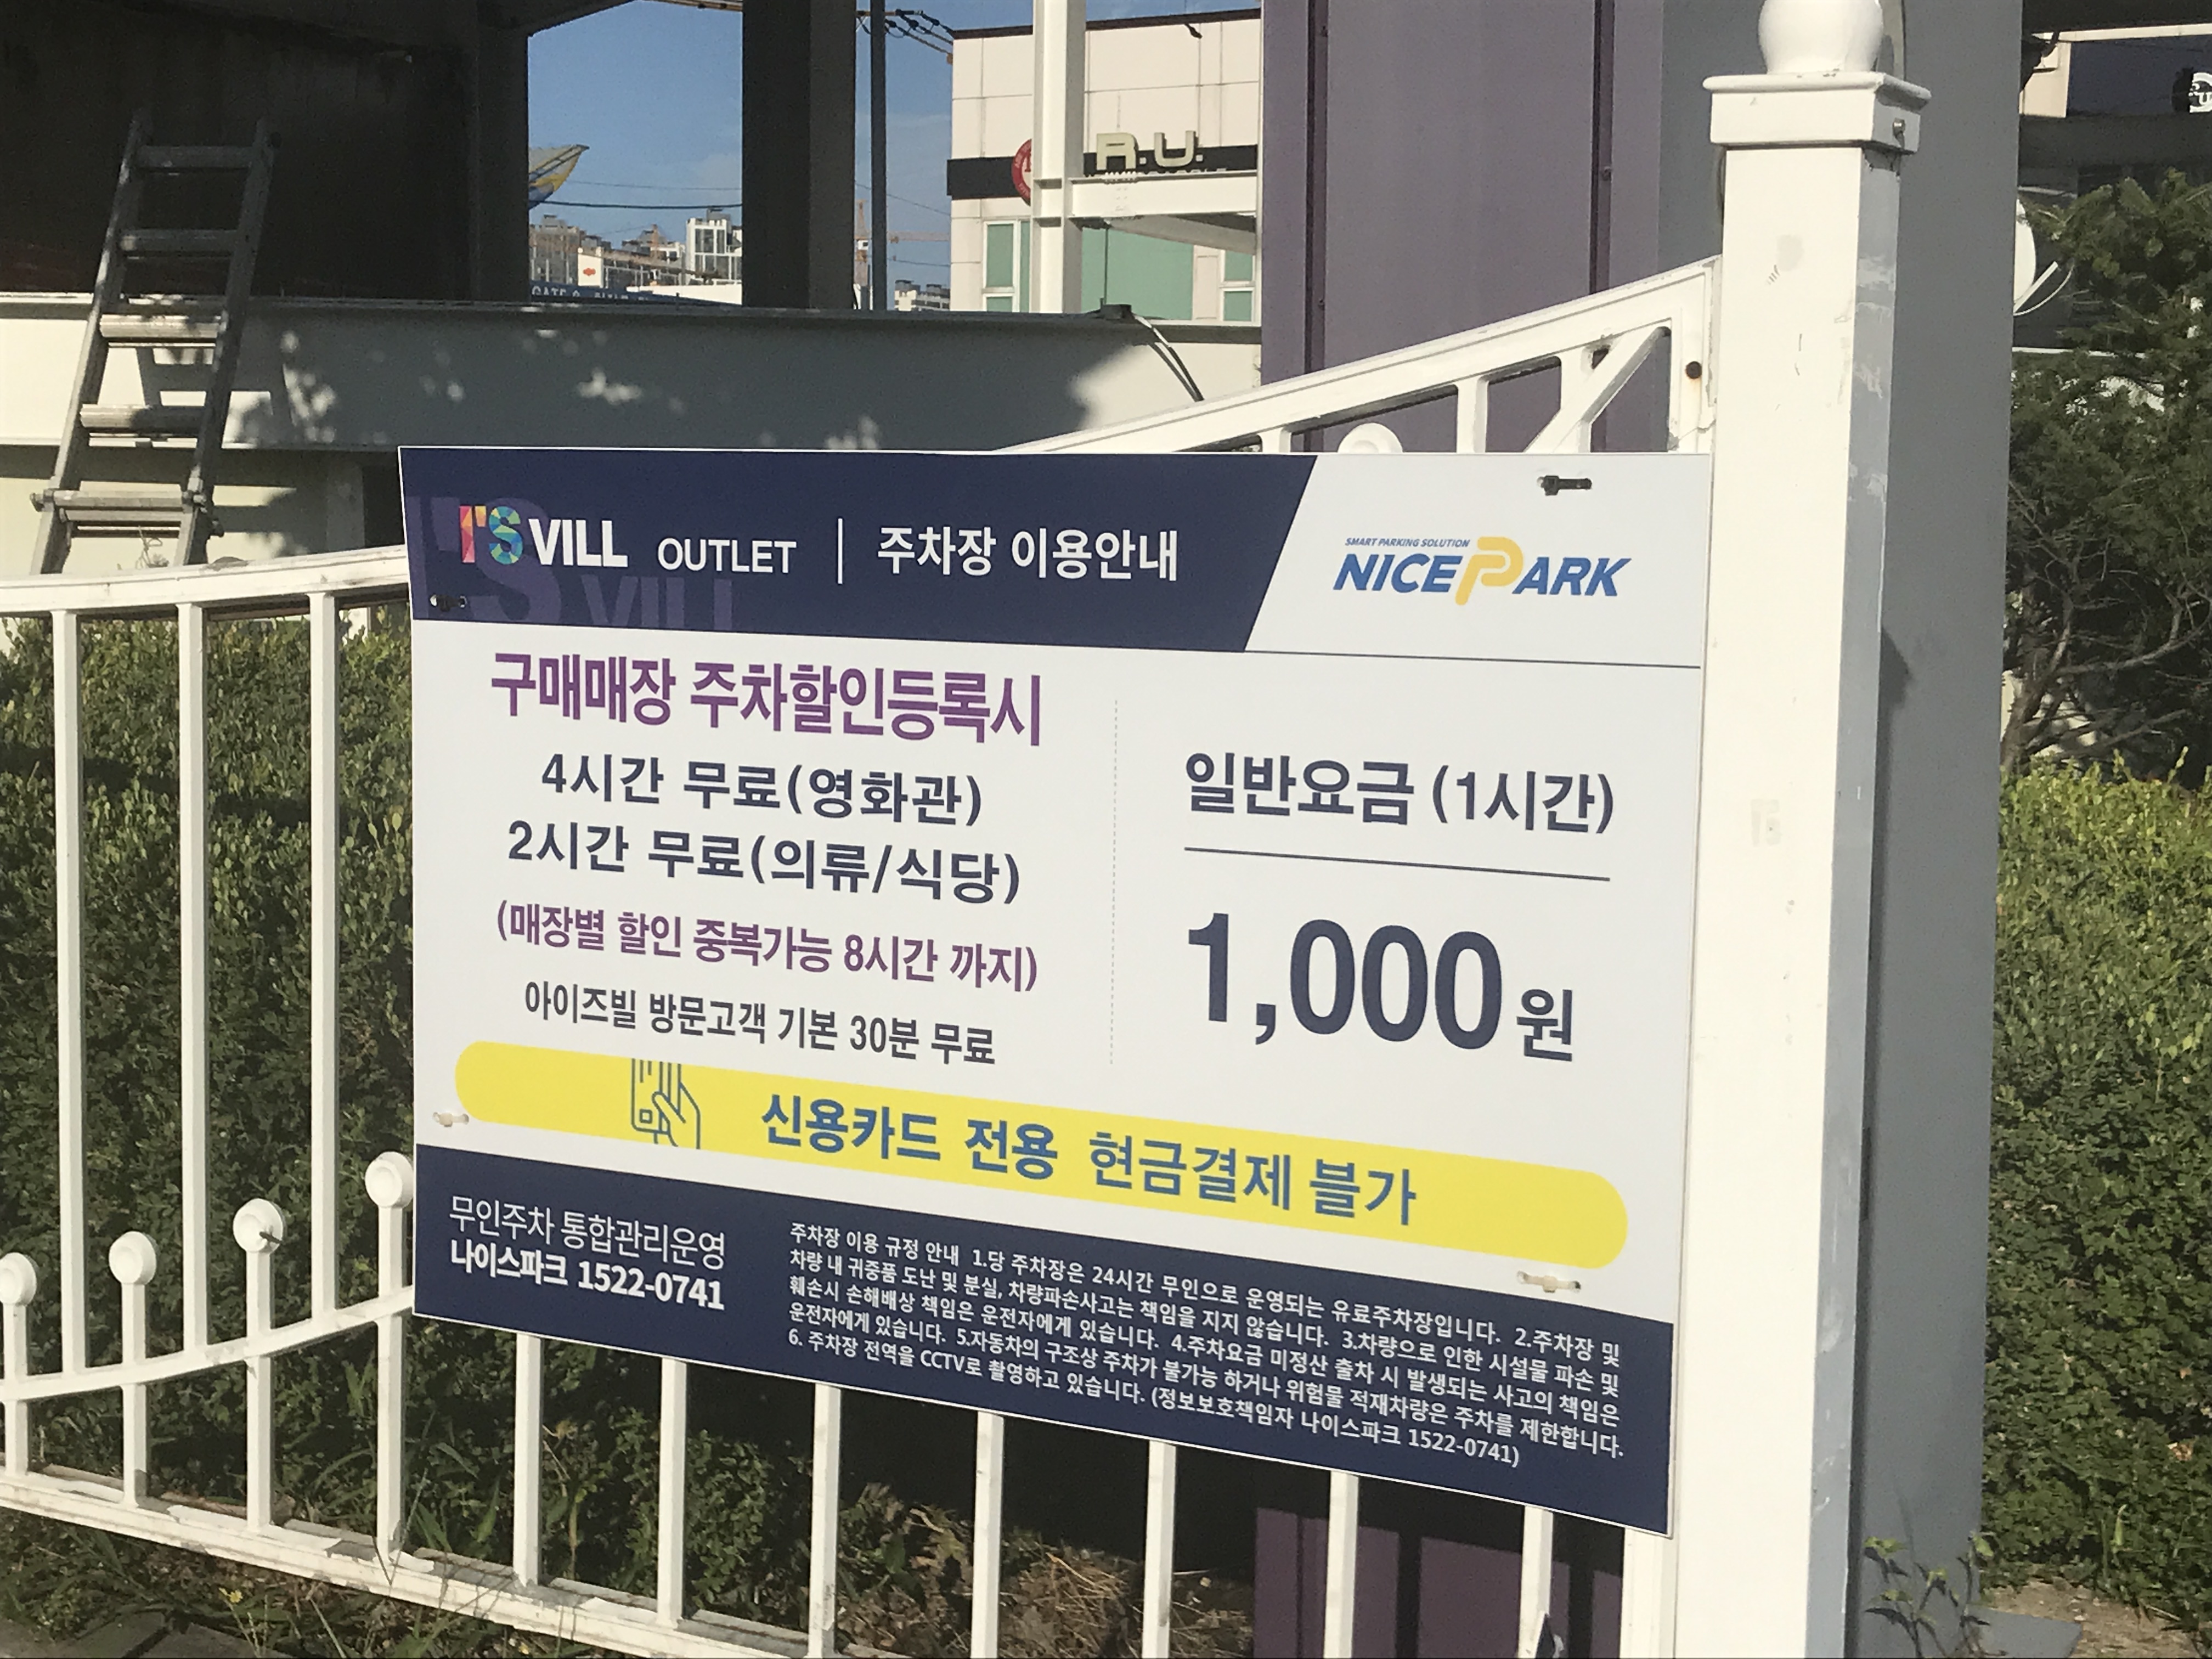 R.U.
I'S VILL OUTLET | 주차장 이용안내
SMART PARKING SOLUTION
NICEPARK
구매매장 주차할인등록시
4시간 무료(영화관)
2시간 무료(의류/식당)
(매장별 할인 중복가능 8시간 까지)
아이즈빌 방문고객 기본 30분 무료
일반요금 (1시간)
1,000원
신용카드 전용 현금결제 불가
무인주차 통합관리운영
나이스파크 1522-0741
주차장 이용 규정 안내 1.당 주차장은 24시간 무인으로 운영되는 유료주차장입니다. 2.주차장 및
차량 내 귀중품 도난 및 분실, 차량파손사고는 책임을 지지 않습니다. 3.차량으로 인한 시설물 파손 및
훼손시 손해배상 책임은 운전자에게 있습니다. 4.주차요금 미정산 출차 시 발생되는 사고의 책임은
운전자에게 있습니다. 5.자동차의 구조상 주차가 불가능 하거나 위험물 적재차량은 주차를 제한합니다.
6. 주차장 전역을 CCTV로 촬영하고 있습니다. (정보보호책임자 나이스파크 1522-0741)